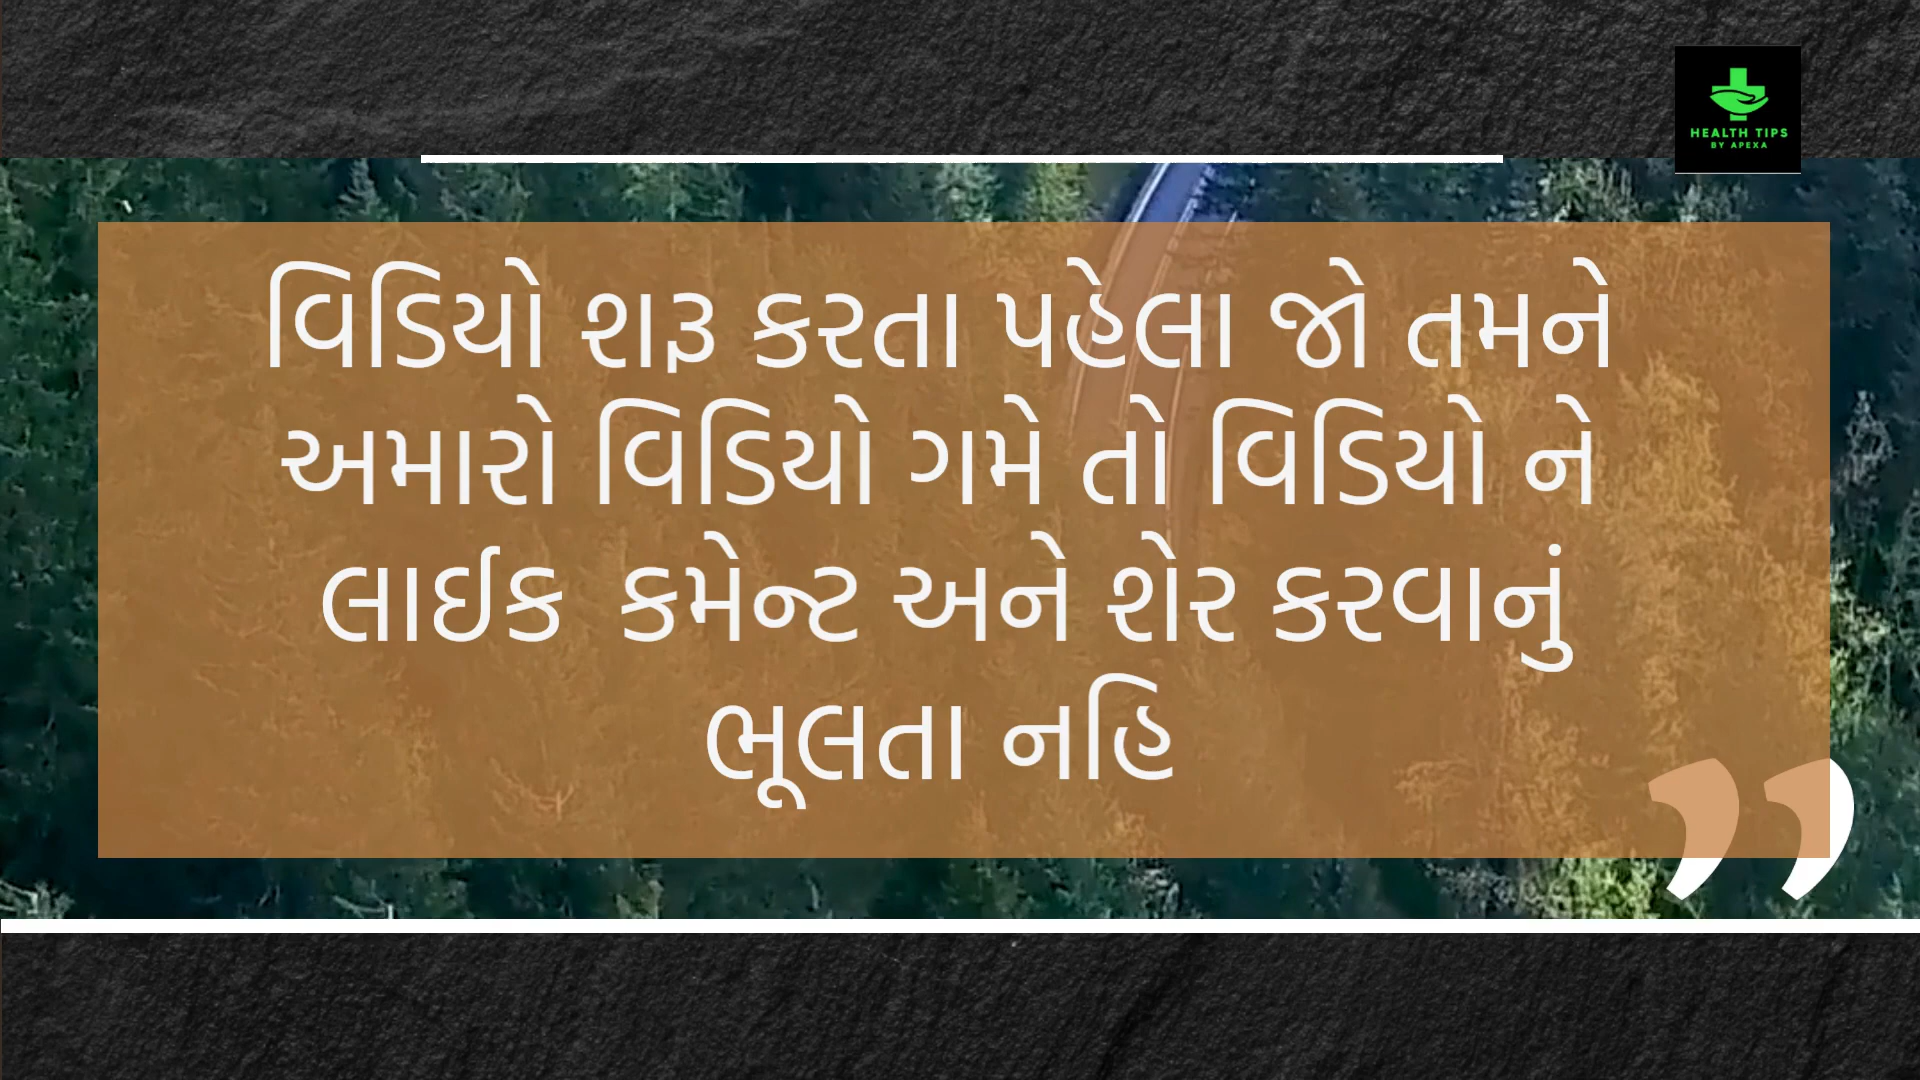 HEALTH TIPS
BY APEXA
વિડિયો શરૂ કરતા પહેલા જો તમને
અમારો વિડિયો ગમે તો વિડિયો ને
લાઈક  કમેન્ટ અને શેર કરવાનું
ભૂલતા નહિ
”